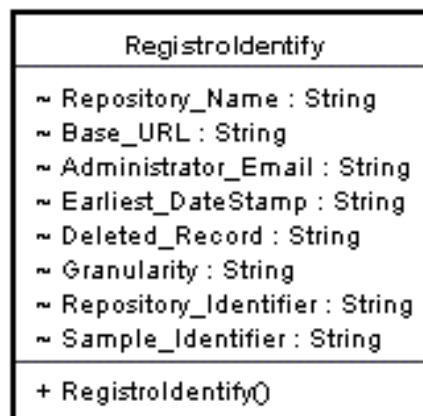 RegistroIdentify
~ Repository_Name : String
~ Base_URL : String
~ Administrator_Email : String
~ Earliest_DateStamp : String
~ Deleted_Record : String
~ Granularity : String
~ Repository_Identifier : String
~ Sample_Identifier : String
+ RegistroIdentify()